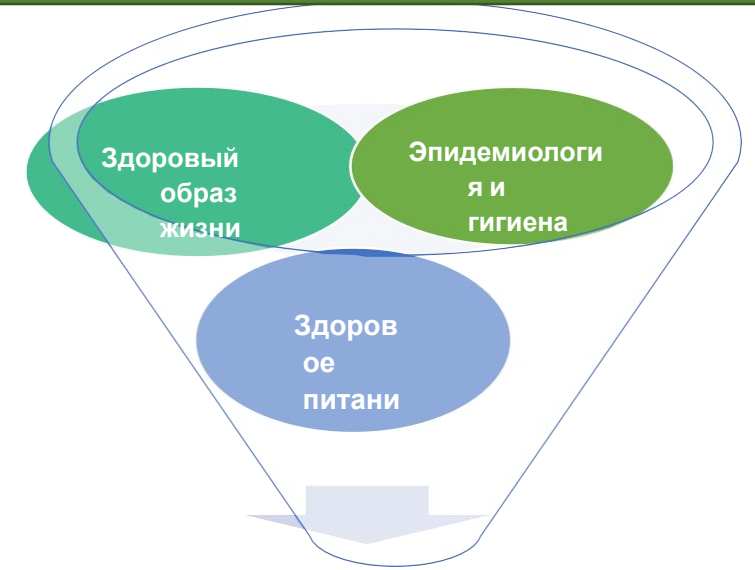 Здоровый
образ
жизни
Эпидемиологи
я и
гигиена
Здоров
ое
питани